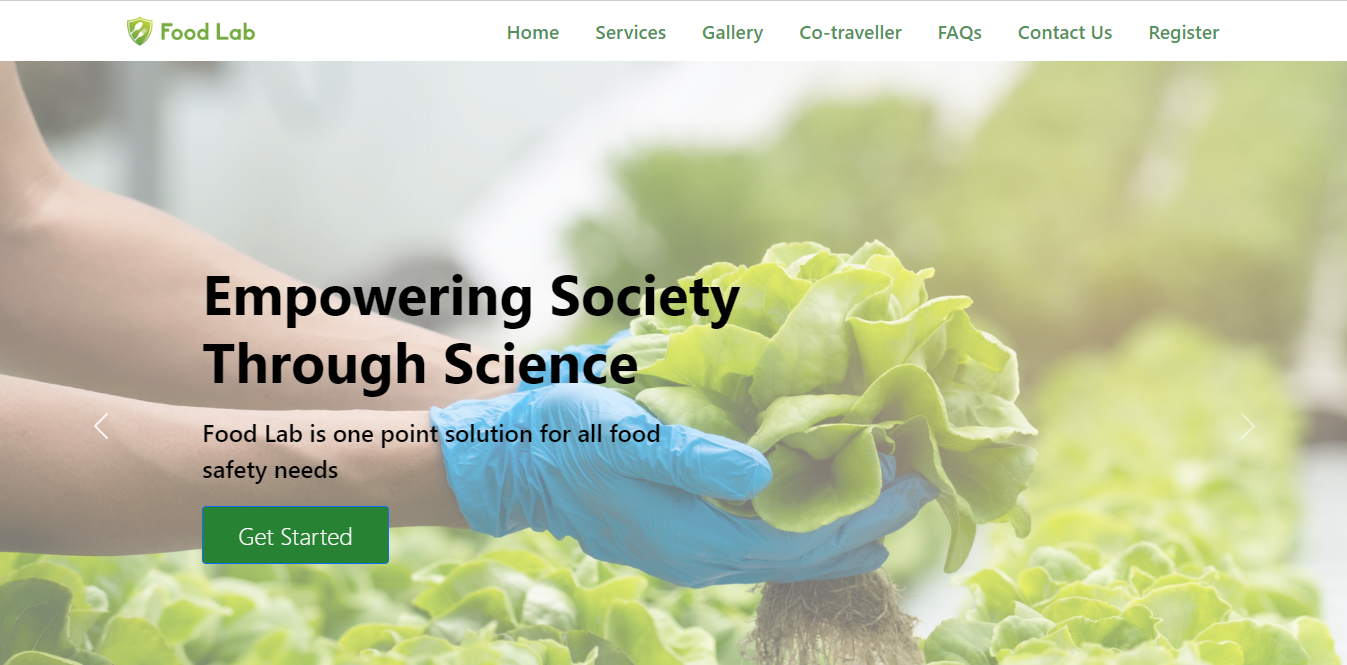 Food Lab
Home Services Gallery Co-traveller FAQs Contact Us Register
Empowering Society
Through Science
Food Lab is one point solution for all food
safety needs
Get Started